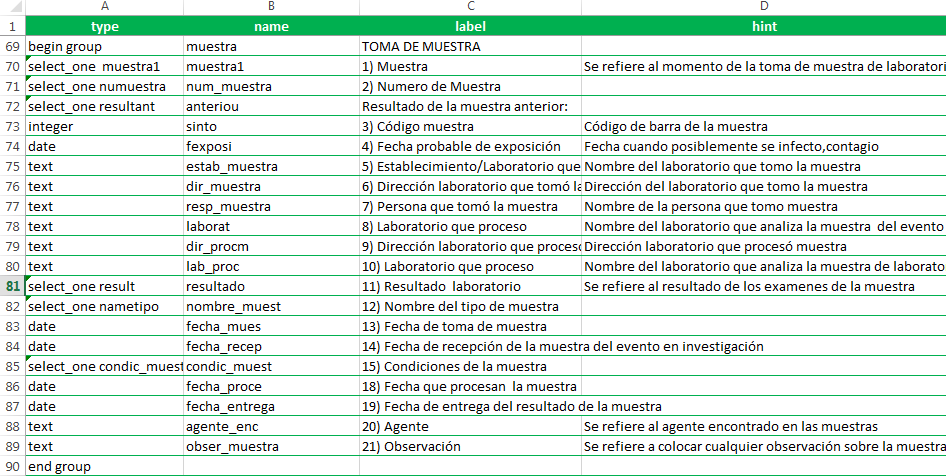 A B C D
1 type name label hint
69 begin group muestra TOMA DE MUESTRA
70 select_one muestra1 muestra1 1) Muestra Se refiere al momento de la toma de muestra de laboratori
71 select_one numuestra num_muestra 2) Numero de Muestra
72 select_one resultant anteriou Resultado de la muestra anterior:
73 integer sinto 3) Código muestra Código de barra de la muestra
74 date fexposi 4) Fecha probable de exposición Fecha cuando posiblemente se infecto,contagio
75 text estab_muestra 5) Establecimiento/Laboratorio que Nombre del laboratorio que tomo la muestra
76 text dir_muestra 6) Dirección laboratorio que tomó la Dirección del laboratorio que tomo la muestra
77 text resp_muestra 7) Persona que tomó la muestra Nombre de la persona que tomo muestra
78 text laborat 8) Laboratorio que proceso Nombre del laboratorio que analiza la muestra del evento
79 text dir_procm 9) Dirección laboratorio que proceso Dirección laboratorio que procesó muestra
80 text lab_proc 10) Laboratorio que proceso Nombre del laboratorio que analiza la muestra de laborato
81 select_one result resultado 11) Resultado laboratorio Se refiere al resultado de los examenes de la muestra
82 select_one nametipo nombre_muest 12) Nombre del tipo de muestra
83 date fecha_mues 13) Fecha de toma de muestra
84 date fecha_recep 14) Fecha de recepción de la muestra del evento en investigación
85 select_one condic_muest condic_muest 15) Condiciones de la muestra
86 date fecha_proce 18) Fecha que procesan la muestra
87 date fecha_entrega 19) Fecha de entrega del resultado de la muestra
88 text agente_enc 20) Agente Se refiere al agente encontrado en las muestras
89 text obser_muestra 21) Observación Se refiere a colocar cualquier observación sobre la muestra
90 end group